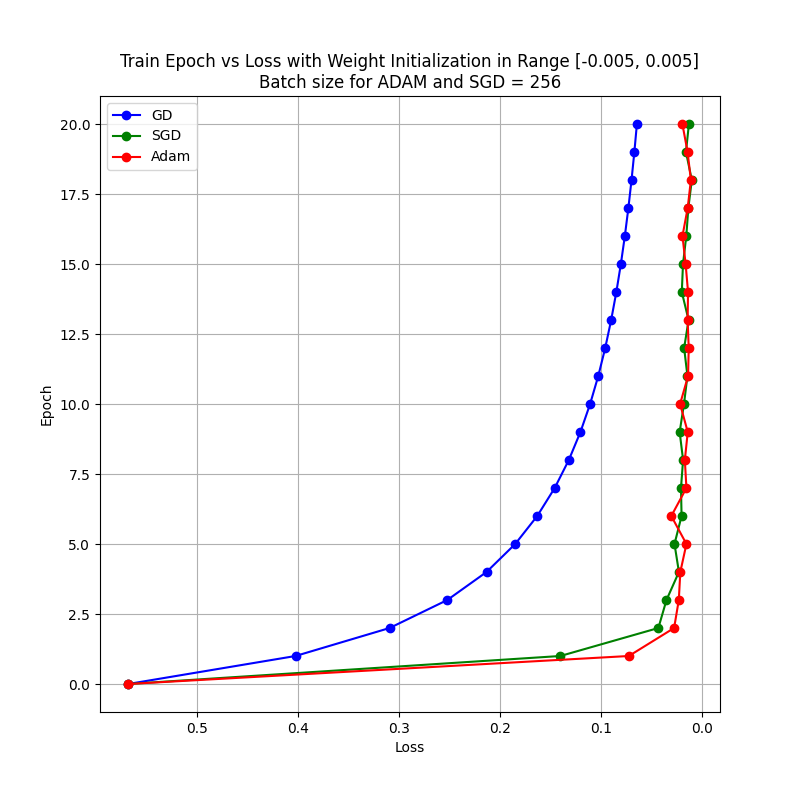 Train Epoch vs Loss with Weight Initialization in Range [-0.005, 0.005]
Batch size for ADAM and SGD = 256
GD
SGD
Adam
Epoch
20.0
17.5
15.0
12.5
10.0
7.5
5.0
2.5
0.0
0.5 0.4 0.3 0.2 0.1 0.0
Loss